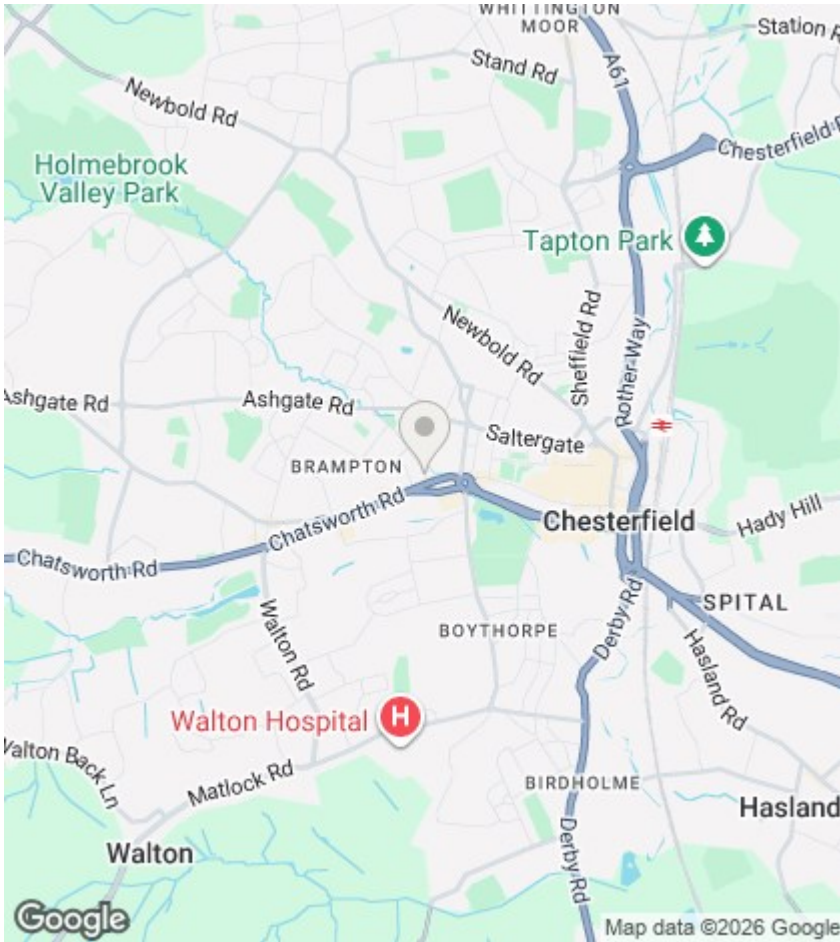 WHITTINGTON
MOOR
Station R
A61
Stand Rd
Newbold Rd
Chesterfield R
Holmebrook
Valley Park
Tapton Park
Sheffield Rd
Newbold Rd
Rother Way
Ashgate Rd
Ashgate Rd
Saltergate
BRAMPTON
Chatsworth Rd
Chesterfield
Hady Hill
Chatsworth Rd
Walton Rd
SPITAL
Derby Rd
BOYTHORPE
Hasland Rd
Walton Hospital
H
Walton Back Ln
Matlock Rd
BIRDHOLME
Hasland
Walton
Derby Rd
Google
Map data ©2026 Google